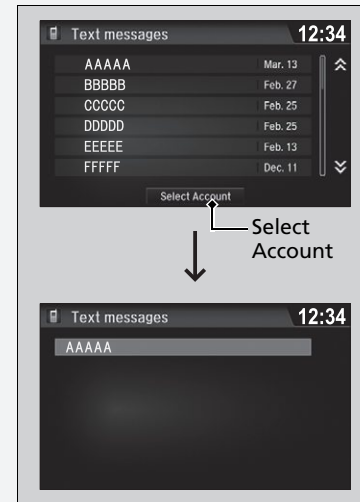 Text messages 12:34
AAAAA Mar. 13
BBBBB Feb. 27
CCCCC Feb. 25
DDDDD Feb. 25
EEEEE Feb. 13
FFFFF Dec. 11
Select Account
Select
Account
Text messages 12:34
AAAAA